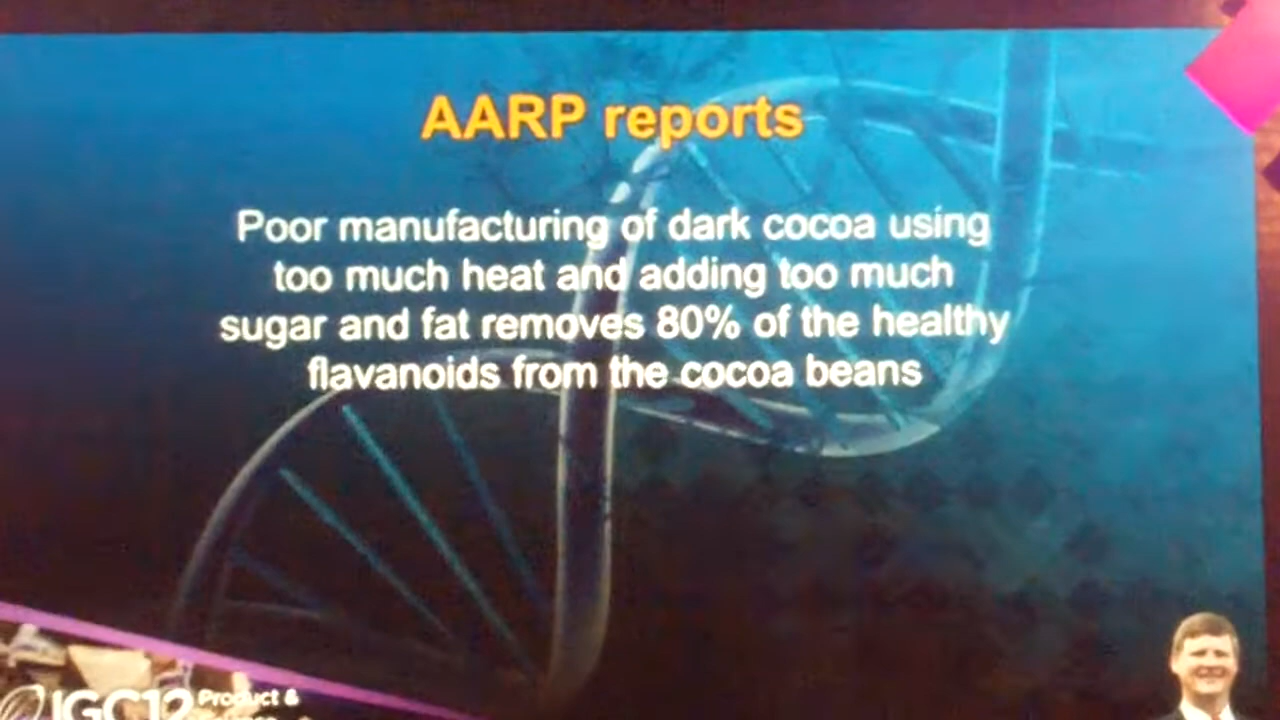 AARP reports
Poor manufacturing of dark cocoa using
too much heat and adding too much
sugar and fat removes 80% of the healthy
flavanoids from the cocoa beans
IGC12
Product &